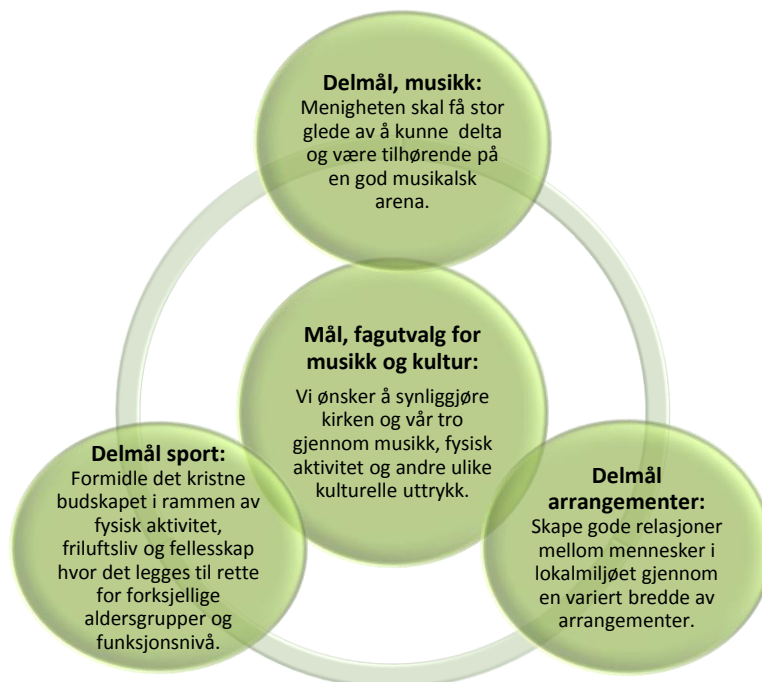 Delmål, musikk:
Menigheten skal få stor
glede av å kunne  delta
og være tilhørende på
en god musikalsk
arena.
Mål, fagutvalg for
musikk og kultur:
Vi ønsker å synliggjøre
kirken og vår tro
gjennom musikk, fysisk
aktivitet og andre ulike
kulturelle uttrykk.
Delmål sport:
Formidle det kristne
budskapet i rammen av
fysisk aktivitet,
friluftsliv og fellesskap
hvor det legges til rette
for forksjellige
aldersgrupper og
funksjonsnivå.
Delmål
arrangementer:
Skape gode relasjoner
mellom mennesker i
lokalmiljøet gjennom
en variert bredde av
arrangementer.